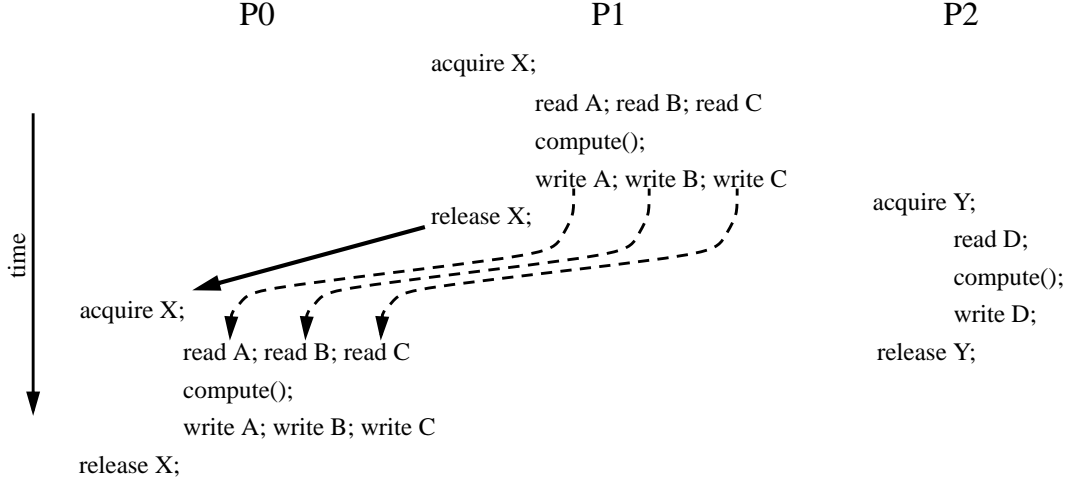 P0 P1 P2
acquire X;
read A; read B; read C
compute();
write A; write B; write C
release X;
acquire Y;
read D;
compute();
write D;
release Y;
time
acquire X;
read A; read B; read C
compute();
write A; write B; write C
release X;